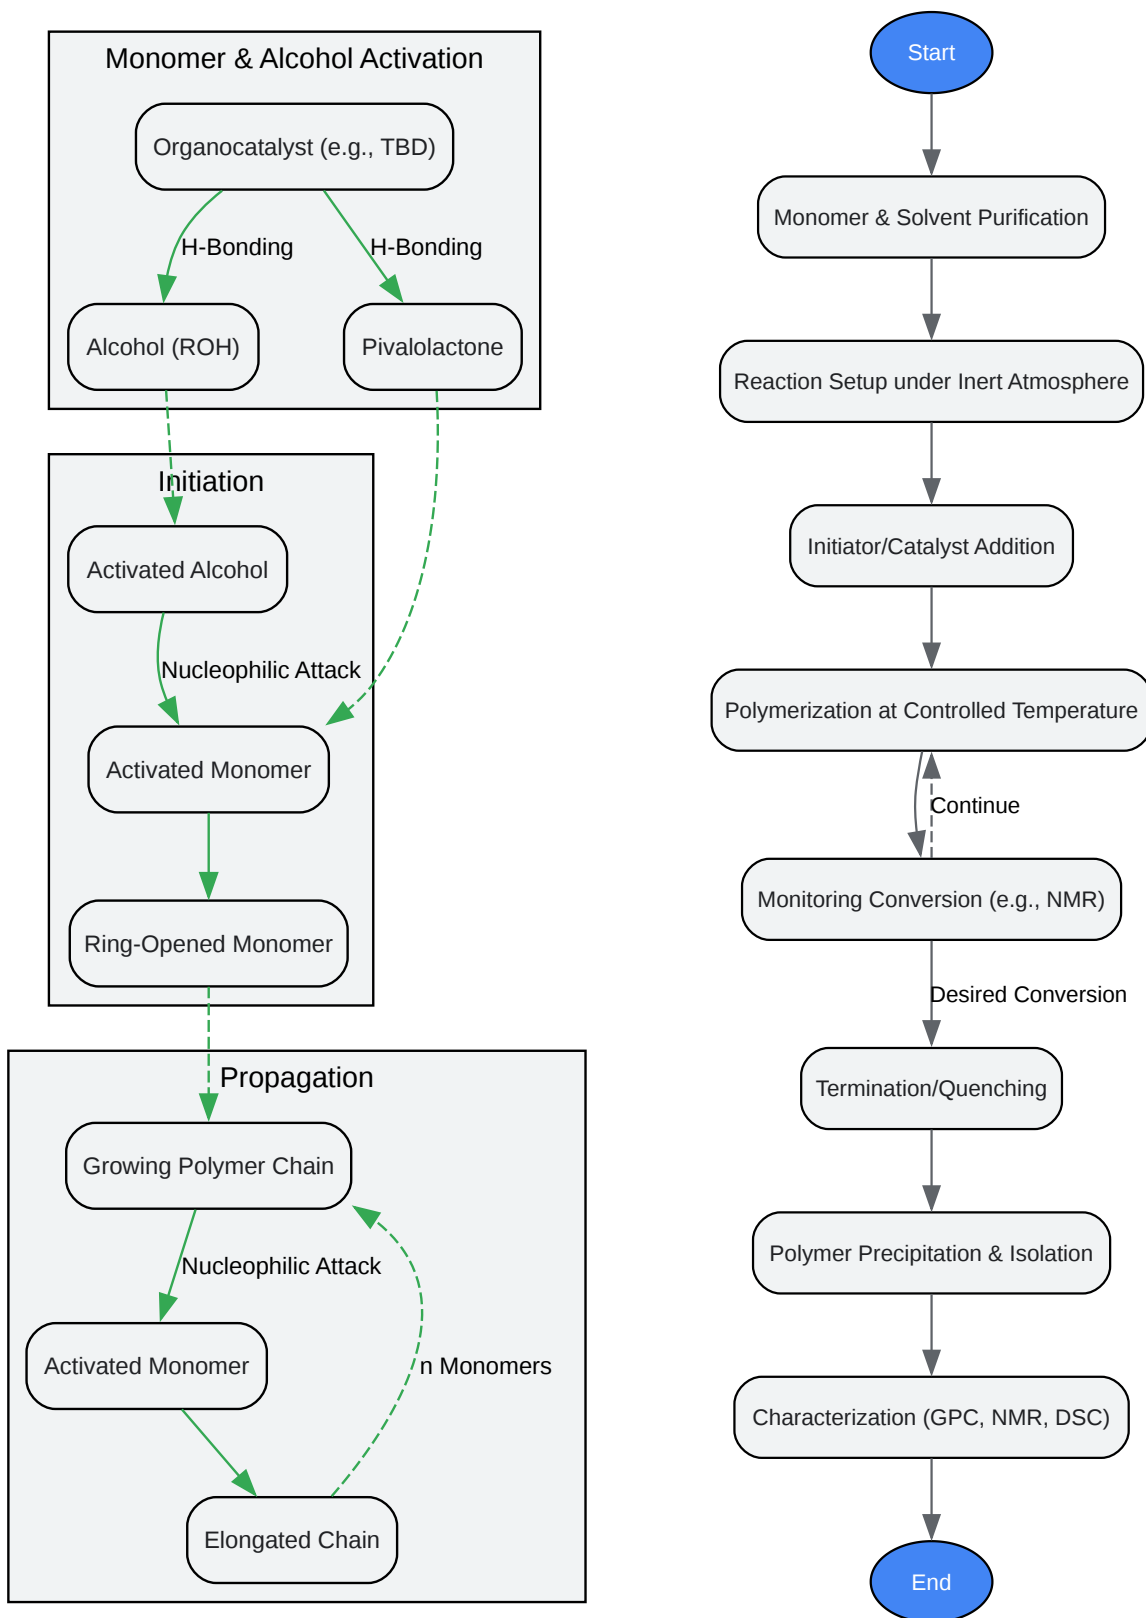 Monomer & Alcohol Activation
Organocatalyst (e.g., TBD)
H-Bonding
H-Bonding
Alcohol (ROH)
Pivalolactone
Initiation
Activated Alcohol
Nucleophilic Attack
Activated Monomer
Ring-Opened Monomer
Propagation
Growing Polymer Chain
Nucleophilic Attack
Activated Monomer
n Monomers
Elongated Chain
Start
Monomer & Solvent Purification
Reaction Setup under Inert Atmosphere
Initiator/Catalyst Addition
Polymerization at Controlled Temperature
Continue
Monitoring Conversion (e.g., NMR)
Desired Conversion
Termination/Quenching
Polymer Precipitation & Isolation
Characterization (GPC, NMR, DSC)
End